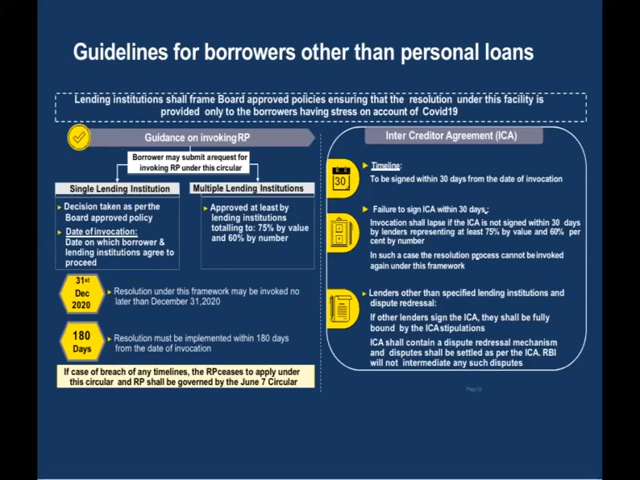 Guidelines for borrowers other than personal loans
Lending institutions shall frame Board approved policies ensuring that the resolution under this facility is
provided only to the borrowers having stress on account of Covid19
Guidance on invoking RP
Borrower may submit arequest for
invoking RP under this circular
Single Lending Institution
Decision taken as perthe
Board approved policy
Date of invocation:
Date on which borrower &
lending institutions agree to
proceed
Multiple Lending Institutions
Approved at least by
lending institutions
totalling to: 75% by value
and 60% by number
31st
Dec
2020
Resolution under this framework may be invoked no
later than December 31,2020
180
Days
Resolution must be implemented within 180 days
from the date of invocation
If case of breach of any timelines, the RPceases to apply under
this circular and RP shall be governed by the June 7 Circular
Inter Creditor Agreement (ICA)
30
Timeline:
To be signed within 30 days from the date of invocation
Failure to sign ICA within 30 days,:
Invocation shall lapse if the ICA is not signed within 30 days
by lenders representing at least 75% by value and 60% per
cent by number
In such a case the resolution process cannot be invoked
again under this framework
Lenders other than specified lending institutions and
dispute redressal:
If other lenders sign the ICA, they shall be fully
bound by the ICA stipulations
ICA shall contain a dispute redressal mechanism
and disputes shall be settled as per the ICA. RBI
will not intermediate any such disputes